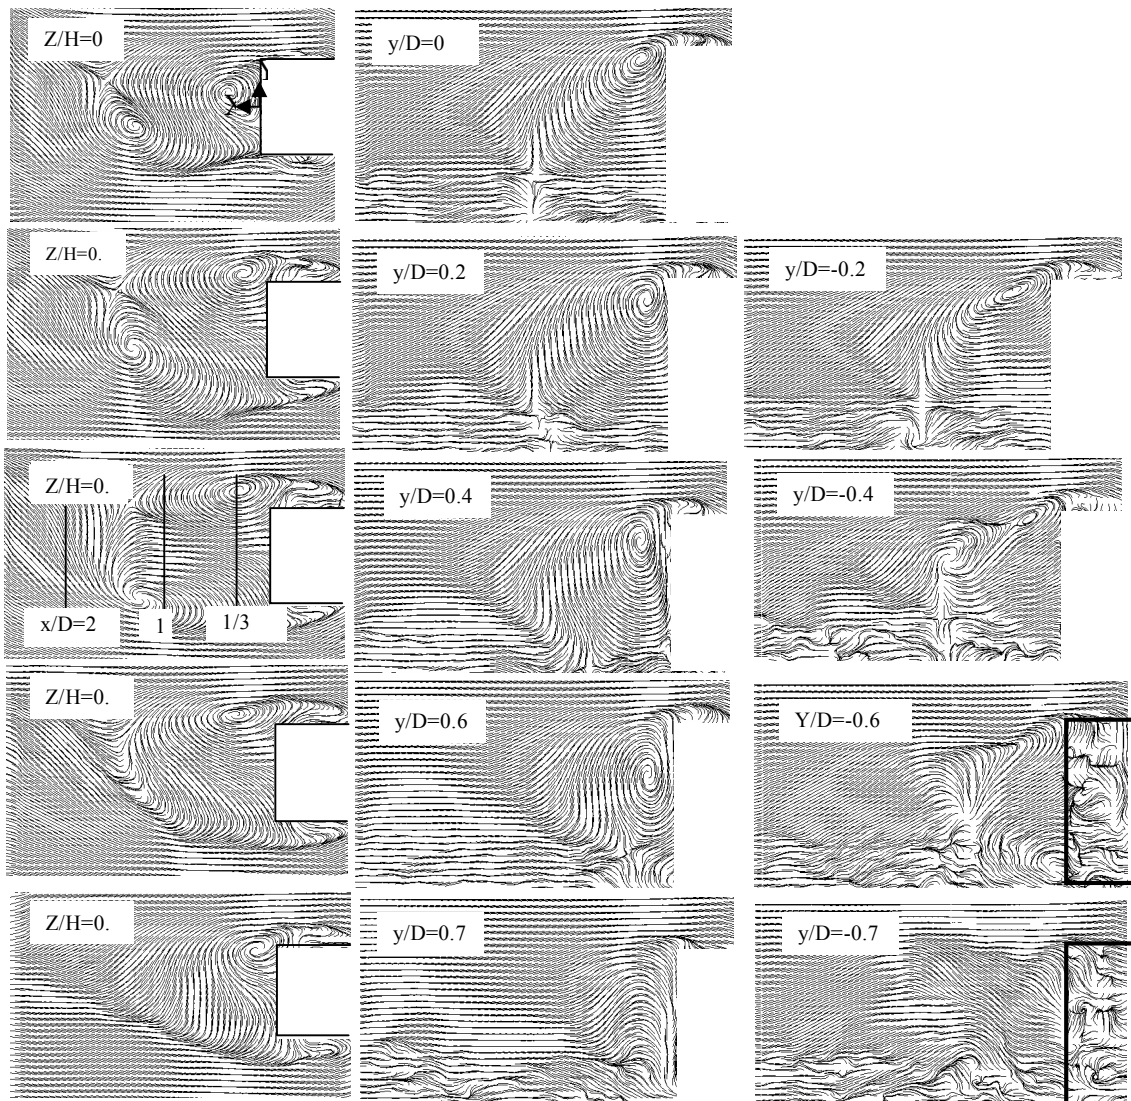 Z/H=0
y/D=0
Z/H=0.
y/D=0.2
y/D=-0.2
Z/H=0.
y/D=0.4
y/D=-0.4
x/D=2
1
1/3
Z/H=0.
y/D=0.6
Y/D=-0.6
Z/H=0.
y/D=0.7
y/D=-0.7